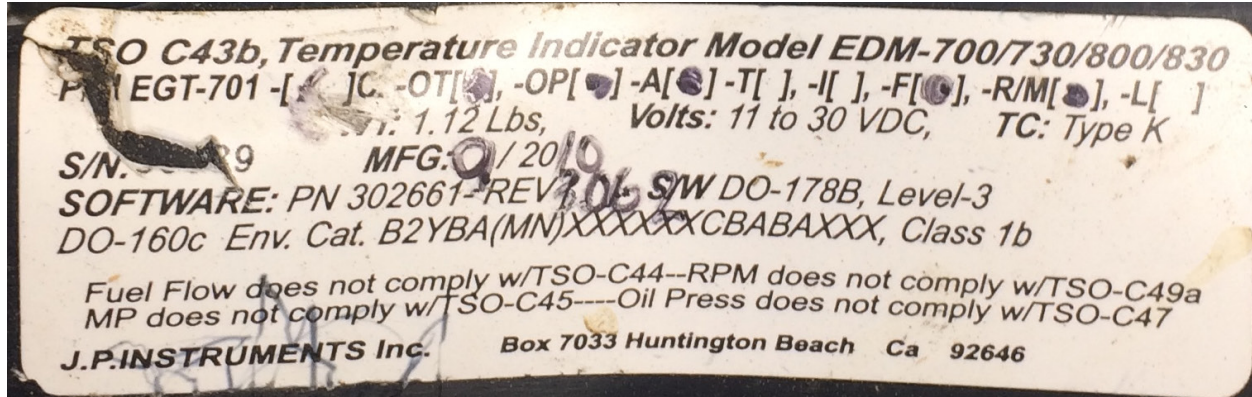 TSO C43b, Temperature Indicator Model EDM-700/730/800/830
EGT-701 -[ ]C. -OT[ ], -OP[ ] -A[ ] -T[ ], -I[ ], -F[ ], -R/M[ ], -L[ ]
1.12 Lbs, Volts: 11 to 30 VDC, TC: Type K
S/N: MFG: / 2010
SOFTWARE: PN 302661- REV S/W DO-178B, Level-3
DO-160c Env. Cat. B2YBA(MN)XXXXXXCBABAXXX, Class 1b
Fuel Flow does not comply w/TSO-C44--RPM does not comply w/TSO-C49a
MP does not comply w/TSO-C45----Oil Press does not comply w/TSO-C47
J.P.INSTRUMENTS Inc. Box 7033 Huntington Beach Ca 92646